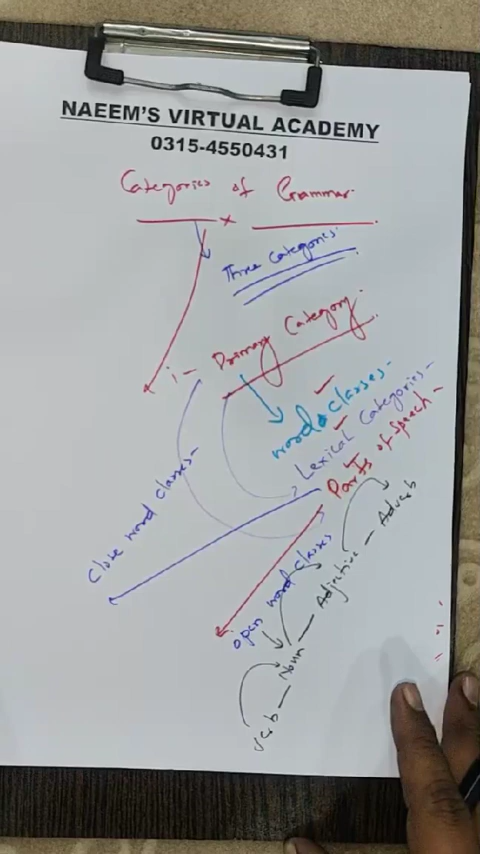 NAEEM'S VIRTUAL ACADEMY
0315-4550431
Categories of Grammar
Three Categories
i- Primary Category
word classes
Lexical Categories
Parts of Speech
Close word classes
open word classes
Verb - Noun - Adjective - Adverb